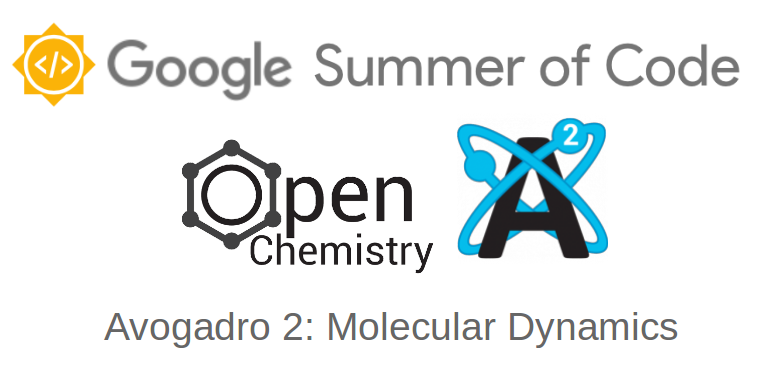 </> Google Summer of Code
Open
Chemistry
A 2
Avogadro 2: Molecular Dynamics